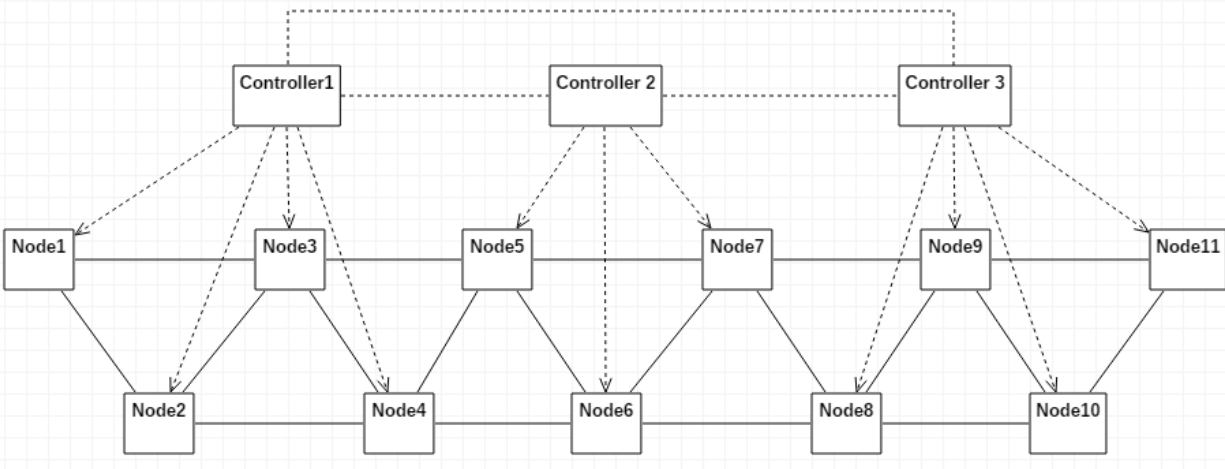 Controller1
Controller 2
Controller 3
Node1
Node3
Node5
Node7
Node9
Node11
Node2
Node4
Node6
Node8
Node10